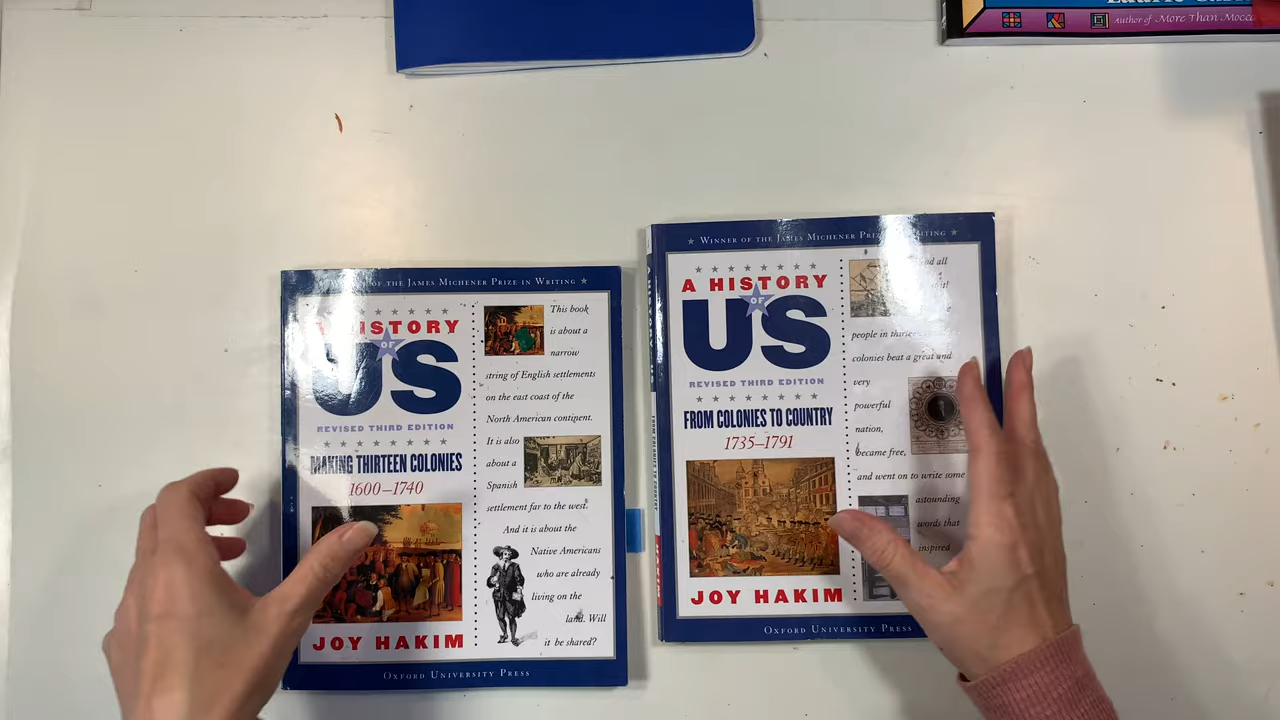 Laurie
Author of More Than Mocca
OF THE JAMES MICHENER PRIZE IN WRITING
A HISTORY
OF
US
REVISED THIRD EDITION
MAKING THIRTEEN COLONIES
1600–1740
JOY HAKIM
This book
is about a
narrow
string of English settlements
on the east coast of the
North American continent.
It is also
about a
Spanish
settlement far to the west.
And it is about the
Native Americans
who are already
living on the
land. Will
it be shared?
OXFORD UNIVERSITY PRESS
WINNER OF THE JAMES MICHENER PRIZE WRITING
A HISTORY
OF
US
REVISED THIRD EDITION
FROM COLONIES TO COUNTRY
1735–1791
JOY HAKIM
all
people in
colonies beat a great and
very
powerful
nation,
became free,
and went on to write some
astounding
words that
inspired
OXFORD UNIVERSITY PRESS